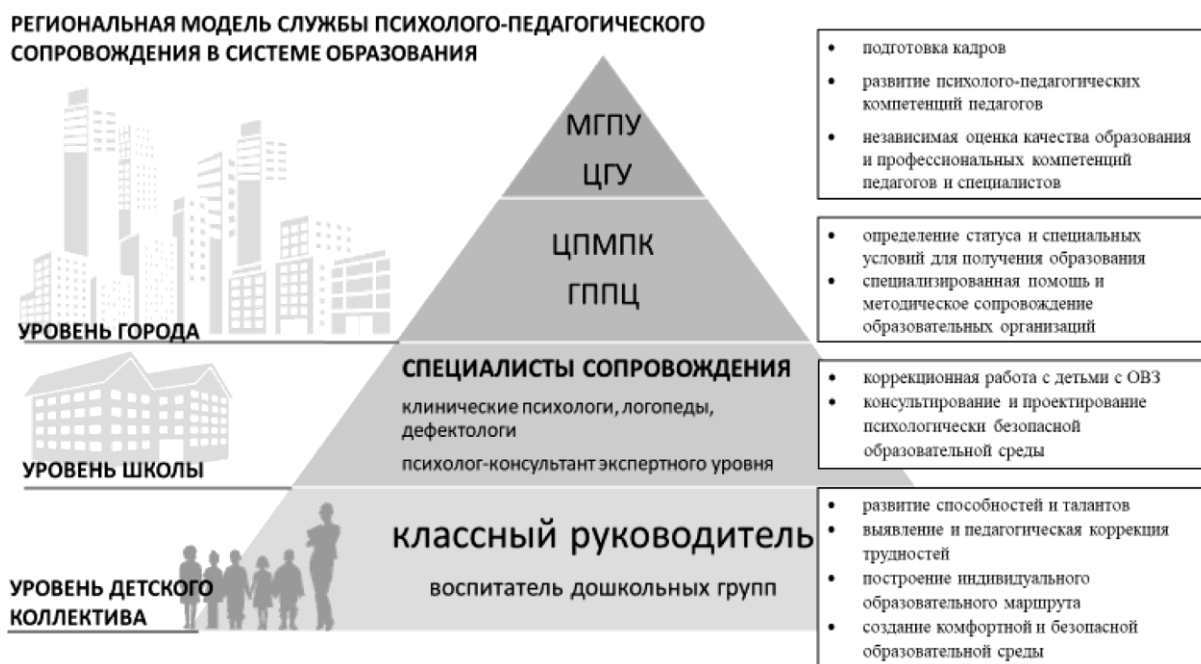 РЕГИОНАЛЬНАЯ МОДЕЛЬ СЛУЖБЫ ПСИХОЛОГО-ПЕДАГОГИЧЕСКОГО
СОПРОВОЖДЕНИЯ В СИСТЕМЕ ОБРАЗОВАНИЯ
МГПУ
ЦГУ
• подготовка кадров
• развитие психолого-педагогических
компетенций педагогов
• независимая оценка качества образования
и профессиональных компетенций
педагогов и специалистов
УРОВЕНЬ ГОРОДА
ЦПМПК
ГППЦ
• определение статуса и специальных
условий для получения образования
• специализированная помощь и
методическое сопровождение
образовательных организаций
УРОВЕНЬ ШКОЛЫ
СПЕЦИАЛИСТЫ СОПРОВОЖДЕНИЯ
клинические психологи, логопеды,
дефектологи
психолог-консультант экспертного уровня
• коррекционная работа с детьми с ОВЗ
• консультирование и проектирование
психологически безопасной
образовательной среды
УРОВЕНЬ ДЕТСКОГО
КОЛЛЕКТИВА
классный руководитель
воспитатель дошкольных групп
• развитие способностей и талантов
• выявление и педагогическая коррекция
трудностей
• построение индивидуального
образовательного маршрута
• создание комфортной и безопасной
образовательной среды